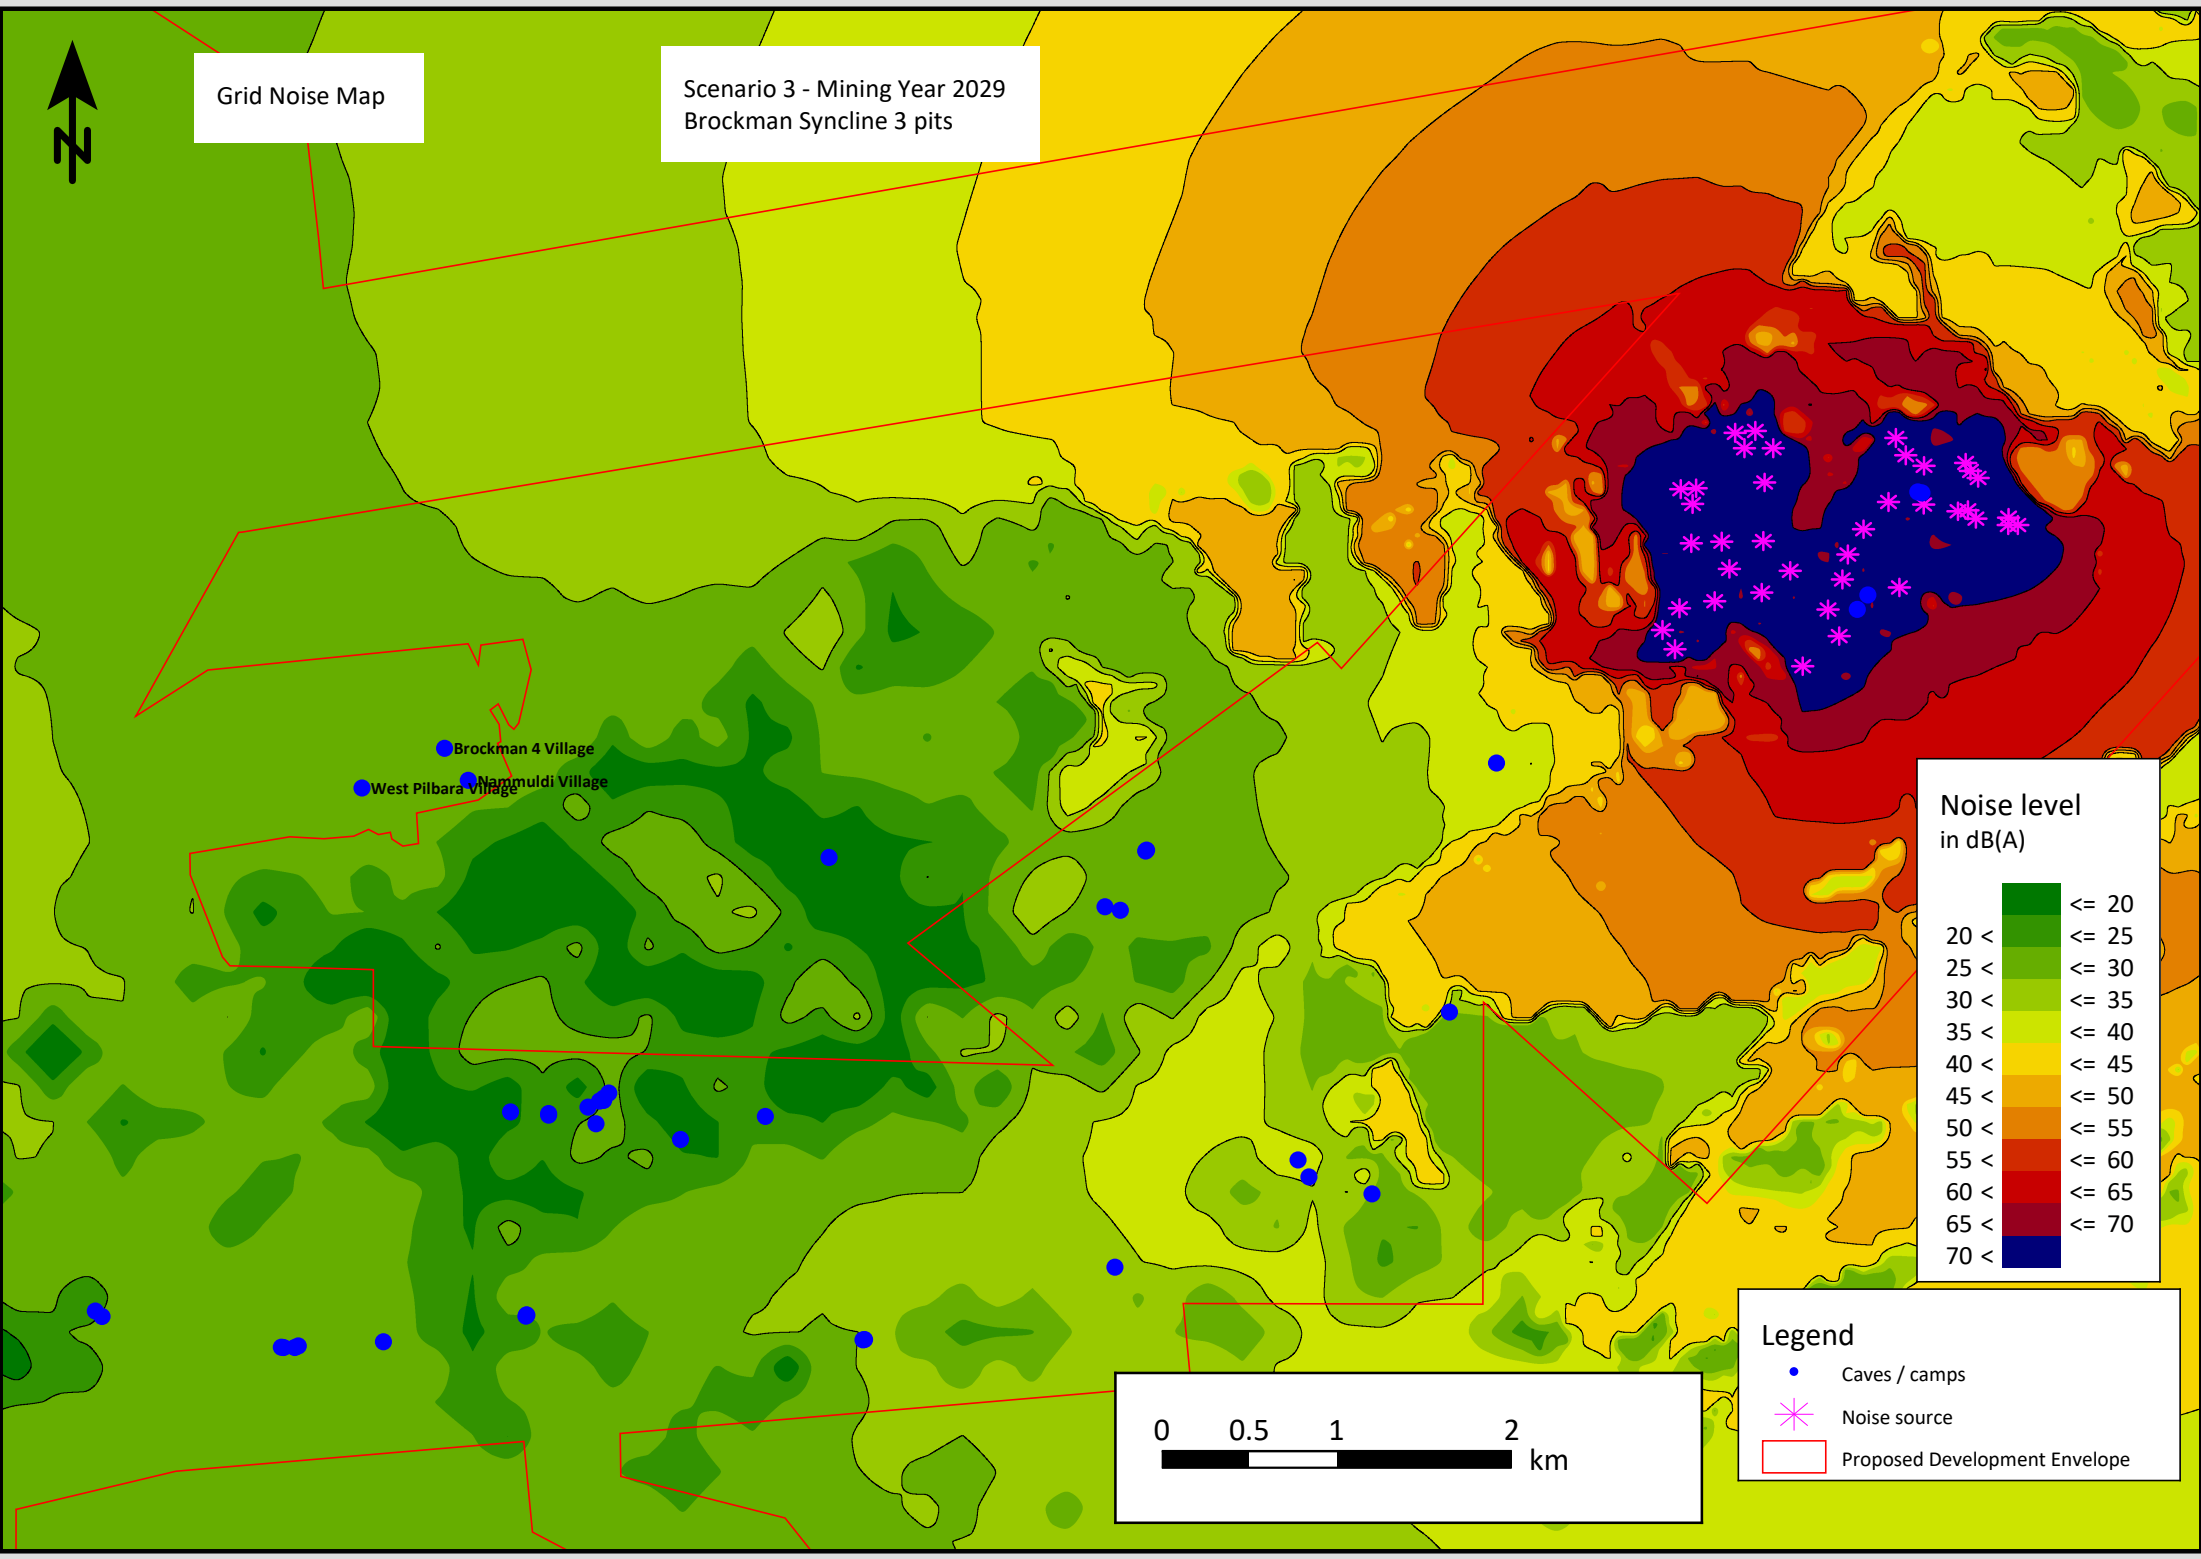 Grid Noise Map
Scenario 3 - Mining Year 2029
Brockman Syncline 3 pits
N
Brockman 4 Village
Nammuldi Village
West Pilbara Village
Noise level
in dB(A)
<= 20
20 < <= 25
25 < <= 30
30 < <= 35
35 < <= 40
40 < <= 45
45 < <= 50
50 < <= 55
55 < <= 60
60 < <= 65
65 < <= 70
70 <
Legend
Caves / camps
Noise source
Proposed Development Envelope
0 0.5 1 2
km